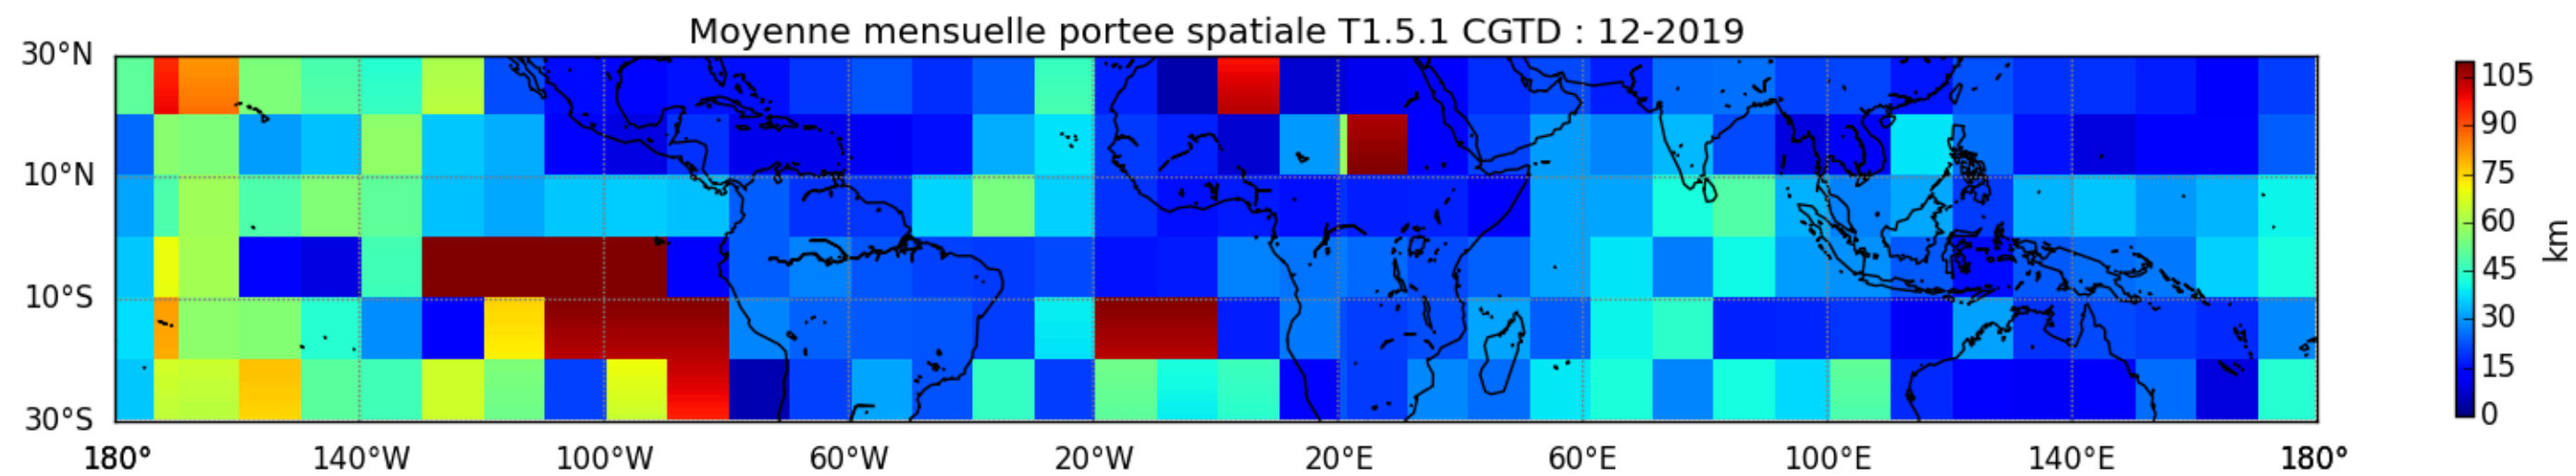 Moyenne mensuelle portee spatiale T1.5.1 CGTD : 12-2019
30°N
10°N
10°S
30°S
180° 140°W 100°W 60°W 20°W 20°E 60°E 100°E 140°E 180°
105
90
75
60
45
30
15
0
km